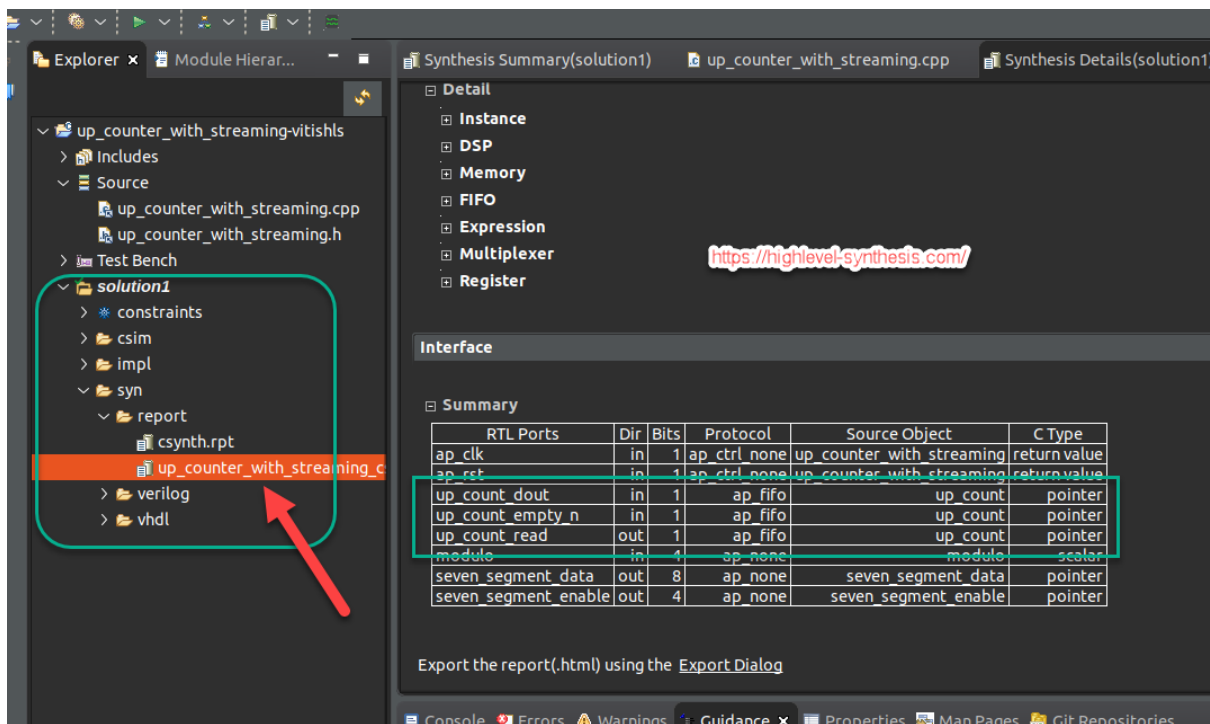 Explorer
Module Hierar...
Synthesis Summary(solution1)
up_counter_with_streaming.cpp
Synthesis Details(solution1)
up_counter_with_streaming-vitishls
Includes
Source
up_counter_with_streaming.cpp
up_counter_with_streaming.h
Test Bench
solution1
constraints
csim
impl
syn
report
csynth.rpt
up_counter_with_streaming_c
verilog
vhdl
Detail
Instance
DSP
Memory
FIFO
Expression
Multiplexer
Register
https://highlevel-synthesis.com/
Interface
Summary
RTL Ports Dir Bits Protocol Source Object C Type
ap_clk in 1 ap_ctrl_none up_counter_with_streaming return value
ap_rst in 1 ap_ctrl_none up_counter_with_streaming return value
up_count_dout in 1 ap_fifo up_count pointer
up_count_empty_n in 1 ap_fifo up_count pointer
up_count_read out 1 ap_fifo up_count pointer
modulo in 4 ap_none modulo scalar
seven_segment_data out 8 ap_none seven_segment_data pointer
seven_segment_enable out 4 ap_none seven_segment_enable pointer
Export the report(.html) using the Export Dialog
Console Errors Warnings Guidance Properties Man Pages Git Repositories